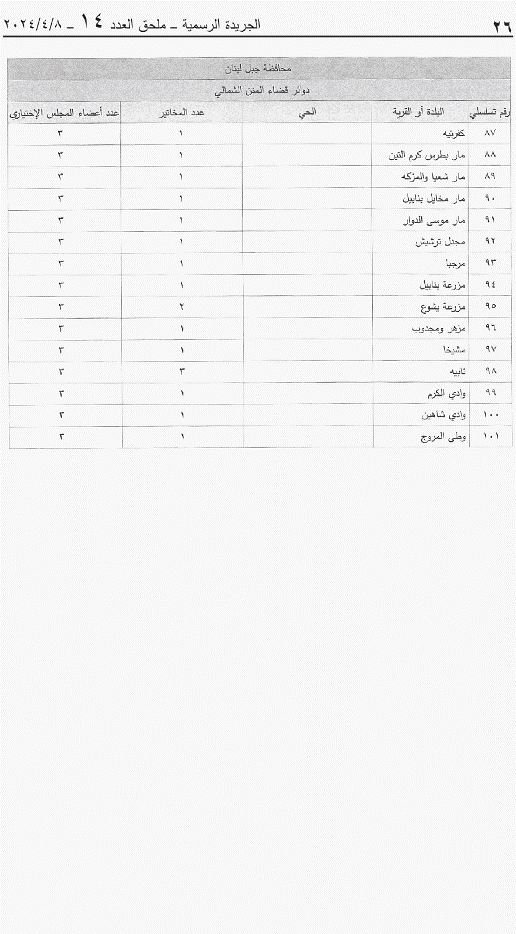 ٢٦ الجريدة الرسمية ــ ملحق العدد ١٤ ــ ٢٠٢٤/٤/٨
محافظة جبل لبنان
دوائر قضاء المتن الشمالي
رقم تسلسلي البلدة أو القرية الحي عدد المخاتير عدد أعضاء المجلس الإختياري
٨٧ كفرتيه ١ ٣
٨٨ مار بطرس كرم التين ١ ٣
٨٩ مار شعيا والمزكه ١ ٣
٩٠ مار مخايل بنابيل ١ ٣
٩١ مار موسى الدوار ١ ٣
٩٢ مجدل ترشيش ١ ٣
٩٣ مرجبا ١ ٣
٩٤ مزرعة بنابيل ١ ٣
٩٥ مزرعة يشوع ٢ ٣
٩٦ مزهر ومجدوب ١ ٣
٩٧ مشيخا ١ ٣
٩٨ نابيه ٣ ٣
٩٩ وادي الكرم ١ ٣
١٠٠ وادي شاهين ١ ٣
١٠١ وطى المروج ١ ٣